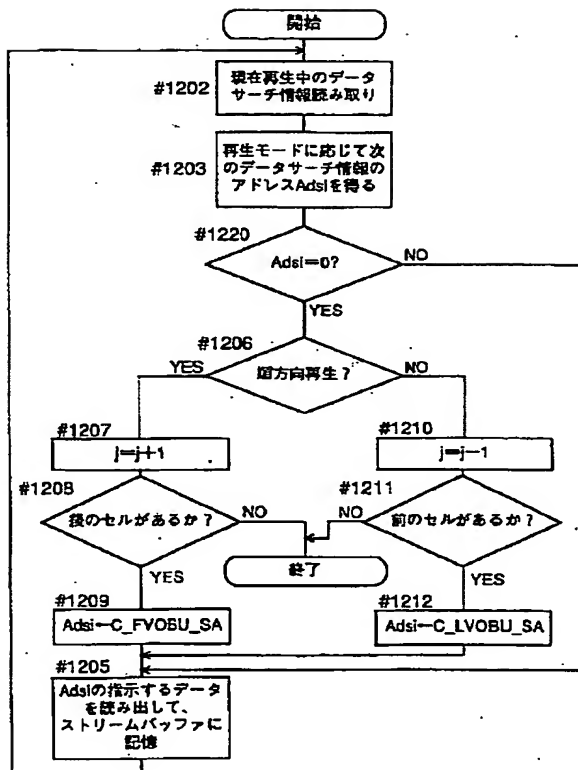 開始
#1202
現在再生中のデータ
サーチ情報読み取り
#1203
再生モードに応じて次
のデータサーチ情報の
アドレスAdsiを得る
#1220
Adsi=0?
NO
YES
#1206
順方向再生?
YES
NO
#1207
j=j+1
#1210
j=j−1
#1208
後のセルがあるか?
NO
YES
#1211
前のセルがあるか?
NO
YES
終了
#1209
Adsi←C_FVOBU_SA
#1212
Adsi←C_LVOBU_SA
#1205
Adsiの指示するデータ
を読み出して、
ストリームバッファに
記憶